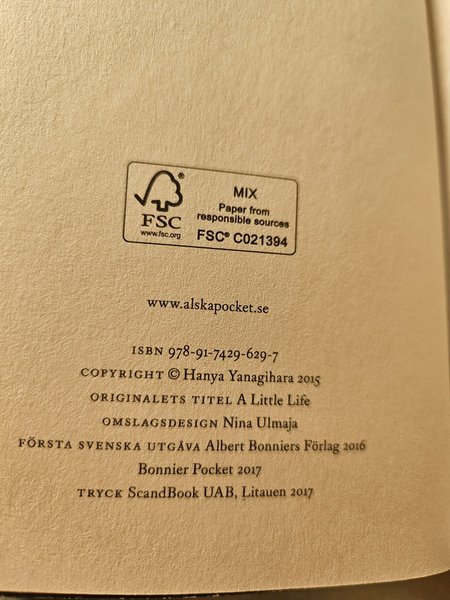 FSC®
www.fsc.org
MIX
Paper from
responsible sources
FSC® C021394
www.alskapocket.se
ISBN 978-91-7429-629-7
COPYRIGHT © Hanya Yanagihara 2015
ORIGINALETS TITEL A Little Life
OMSLAGSDESIGN Nina Ulmaja
FÖRSTA SVENSKA UTGÅVA Albert Bonniers Förlag 2016
Bonnier Pocket 2017
TRYCK ScandBook UAB, Litauen 2017